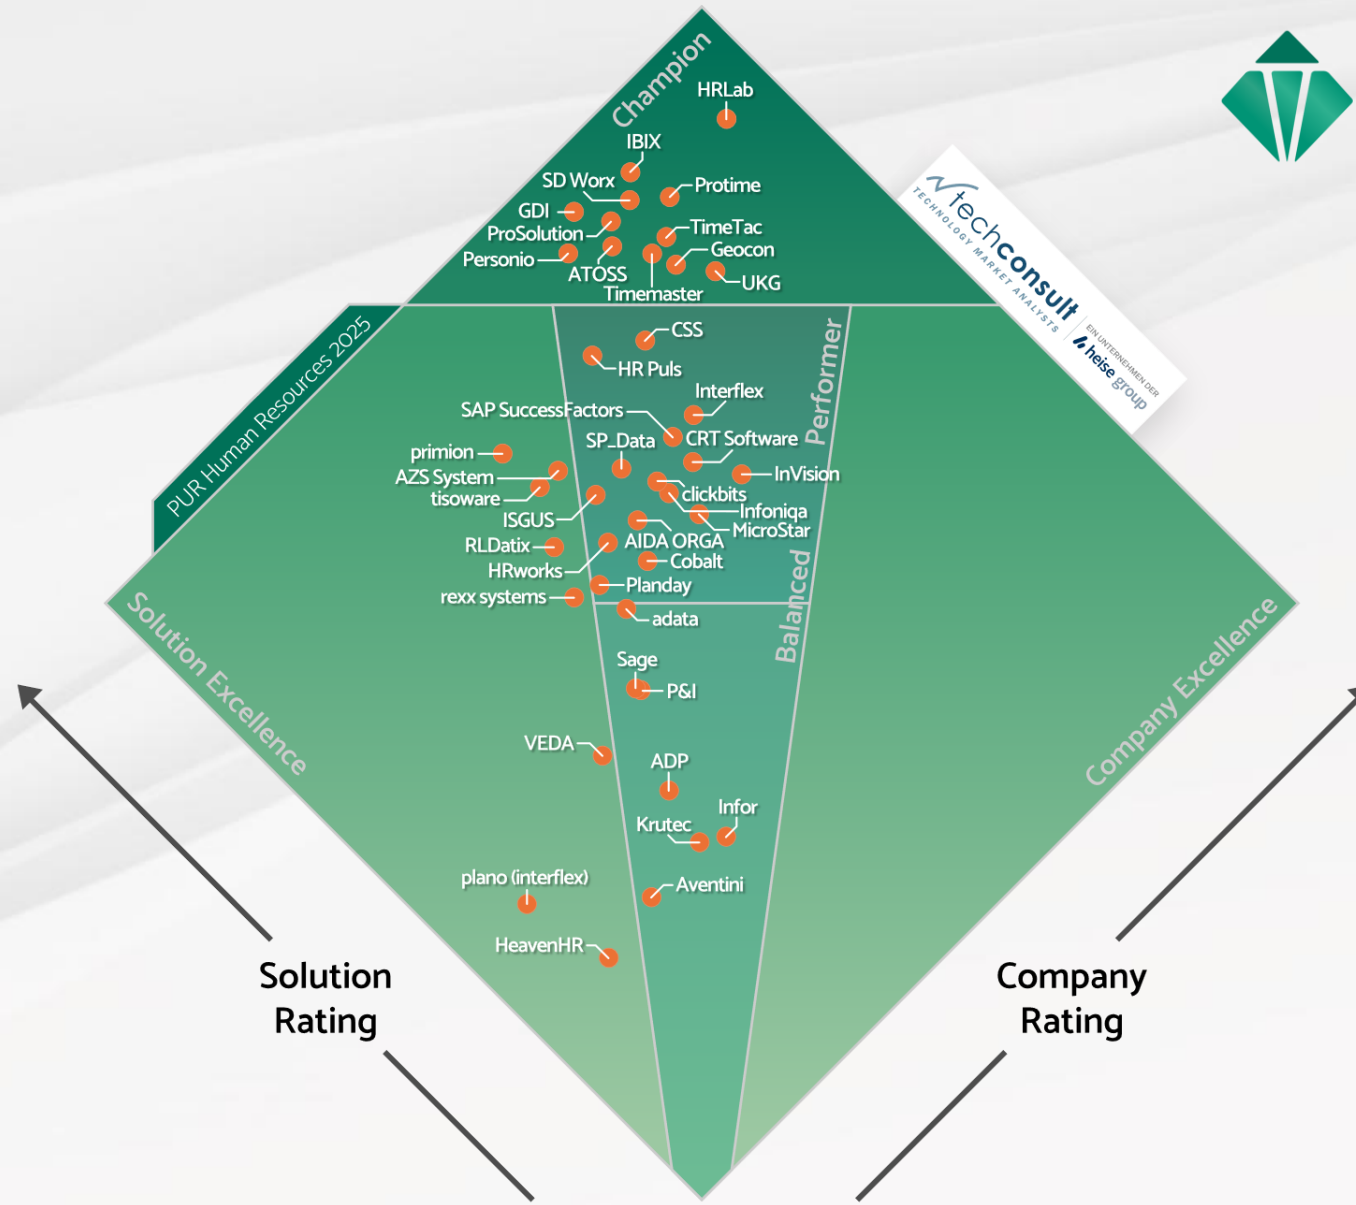 Champion
HRLab
IBIX
SD Worx
Protime
GDI
ProSolution
TimeTac
Personio
ATOSS
Geocon
UKG
Timemaster
PUR Human Resources 2025
techconsult
TECHNOLOGY MARKET ANALYSTS
EIN UNTERNEHMEN DER
heise group
CSS
HR Puls
Performer
Interflex
SAP SuccessFactors
SP_Data
CRT Software
primion
AZS System
InVision
tisoware
clickbits
ISGUS
Infoniqa
MicroStar
RLDatix
AIDA ORGA
HRworks
Cobalt
Planday
rexx systems
adata
Balanced
Solution Excellence
Company Excellence
Sage
P&I
VEDA
ADP
Infor
Krutec
plano (interflex)
Aventini
HeavenHR
Solution
Rating
Company
Rating